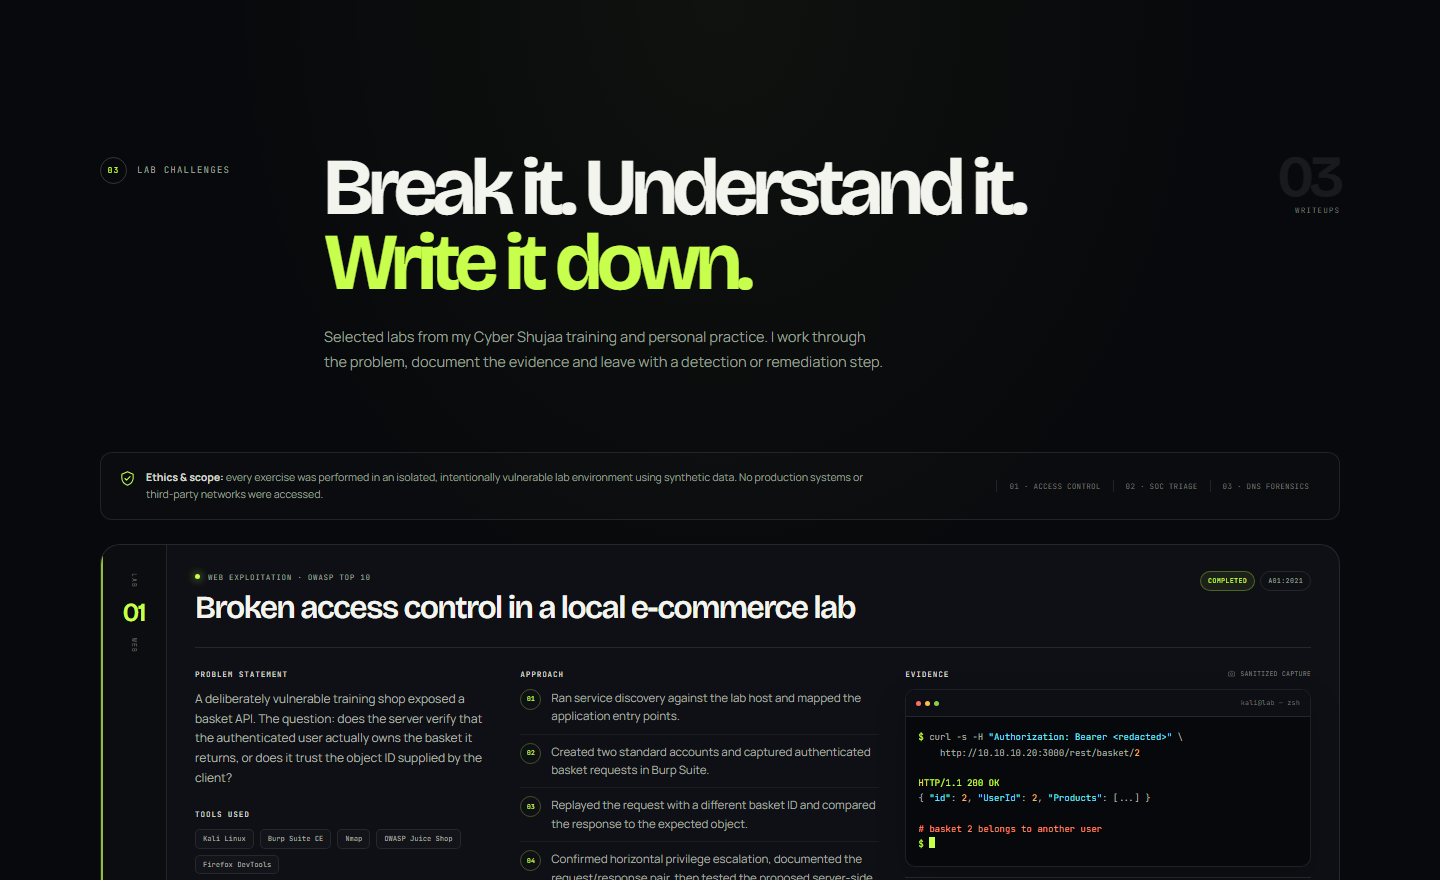 03 LAB CHALLENGES
Break it. Understand it.
Write it down.
03
WRITEUPS
Selected labs from my Cyber Shujaa training and personal practice. I work through
the problem, document the evidence and leave with a detection or remediation step.
Ethics & scope: every exercise was performed in an isolated, intentionally vulnerable lab environment using synthetic data. No production systems or
third-party networks were accessed.
01 · ACCESS CONTROL
02 · SOC TRIAGE
03 · DNS FORENSICS
LAB
01
WEB
WEB EXPLOITATION · OWASP TOP 10
COMPLETED
A01:2021
Broken access control in a local e-commerce lab
PROBLEM STATEMENT
A deliberately vulnerable training shop exposed a
basket API. The question: does the server verify that
the authenticated user actually owns the basket it
returns, or does it trust the object ID supplied by the
client?
TOOLS USED
Kali Linux
Burp Suite CE
Nmap
OWASP Juice Shop
Firefox DevTools
APPROACH
01 Ran service discovery against the lab host and mapped the
application entry points.
02 Created two standard accounts and captured authenticated
basket requests in Burp Suite.
03 Replayed the request with a different basket ID and compared
the response to the expected object.
04 Confirmed horizontal privilege escalation, documented the
request/response pair, then tested the proposed server-side
EVIDENCE
SANITIZED CAPTURE
kali@lab — zsh
$ curl -s -H "Authorization: Bearer <redacted>" \
http://10.10.10.20:3000/rest/basket/2
HTTP/1.1 200 OK
{ "id": 2, "UserId": 2, "Products": [...] }
# basket 2 belongs to another user
$